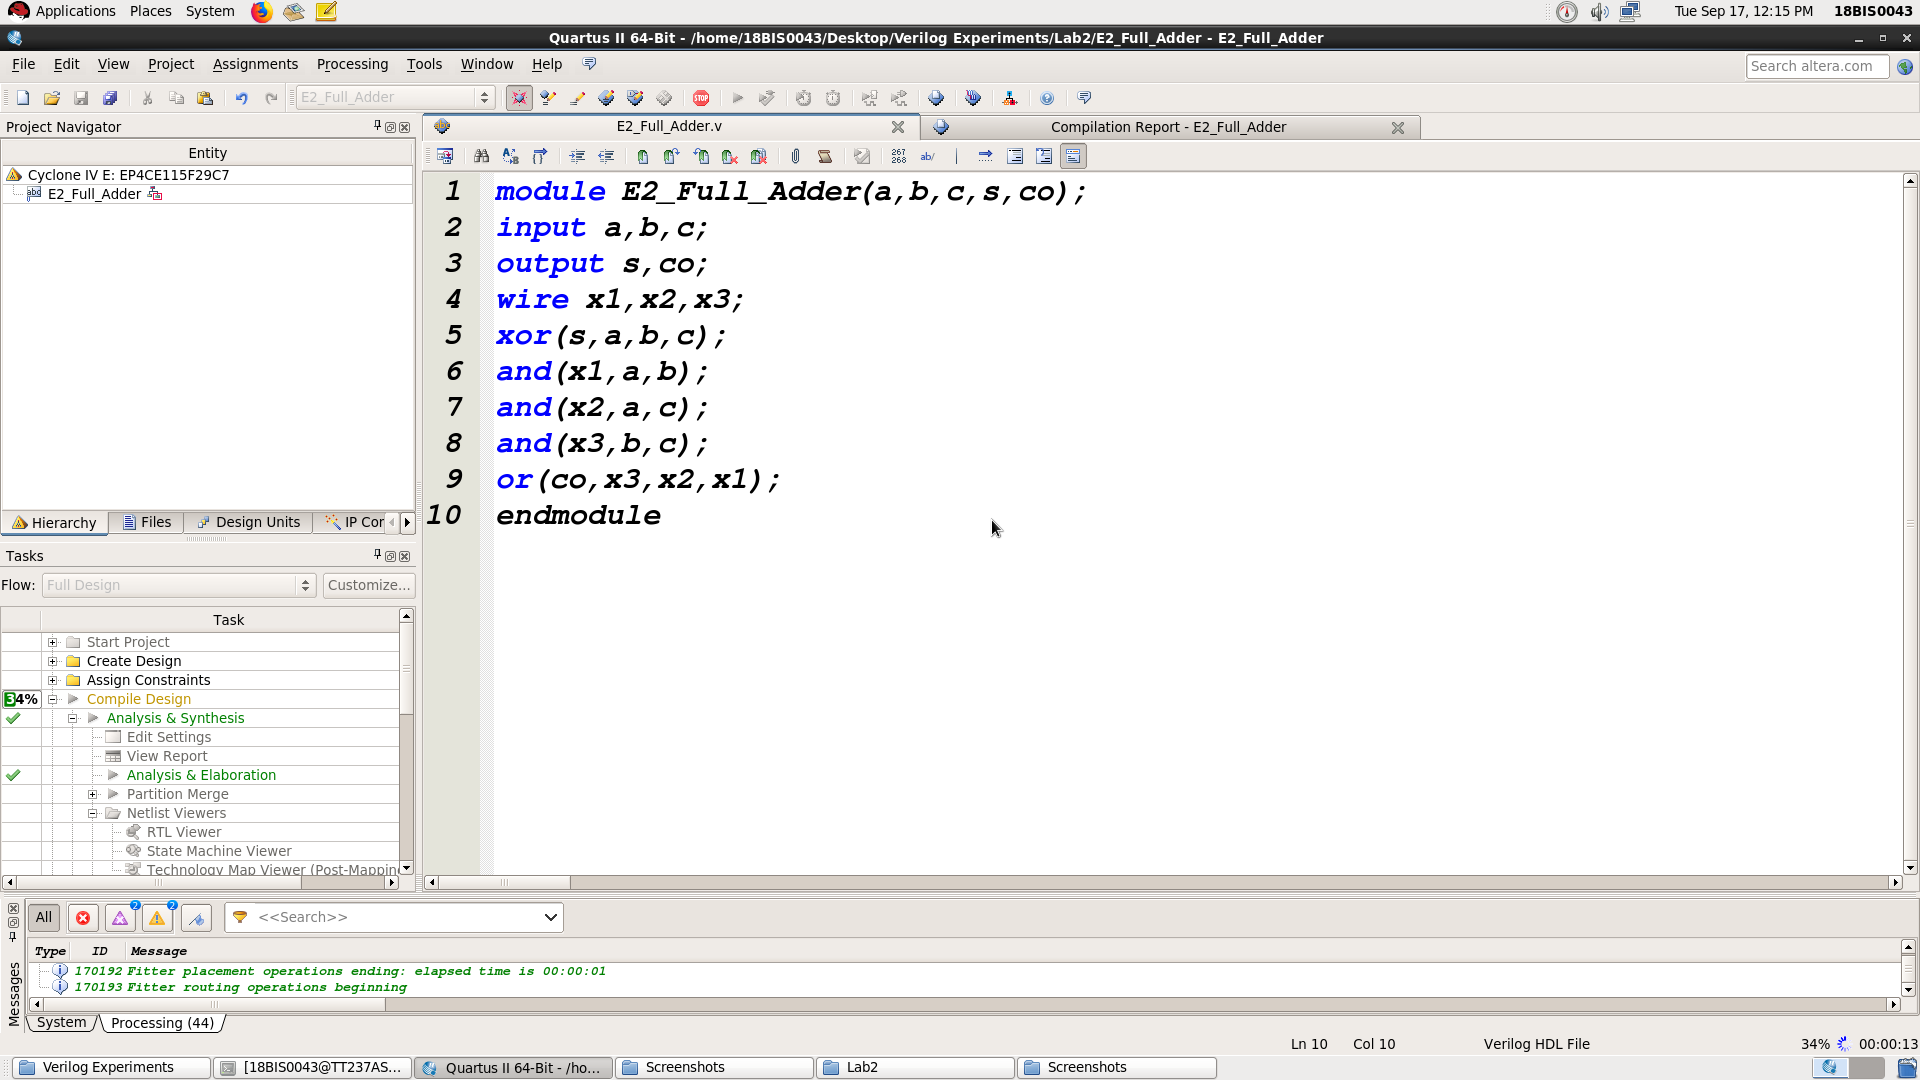 Applications Places System Tue Sep 17, 12:15 PM 18BIS0043
Quartus II 64-Bit - /home/18BIS0043/Desktop/Verilog Experiments/Lab2/E2_Full_Adder - E2_Full_Adder
File Edit View Project Assignments Processing Tools Window Help Search altera.com
E2_Full_Adder STOP
Project Navigator
Entity
Cyclone IV E: EP4CE115F29C7
E2_Full_Adder
Hierarchy Files Design Units IP Cor
Tasks
Flow: Full Design Customize...
Task
Start Project
Create Design
Assign Constraints
34% Compile Design
Analysis & Synthesis
Edit Settings
View Report
Analysis & Elaboration
Partition Merge
Netlist Viewers
RTL Viewer
State Machine Viewer
Technology Map Viewer (Post-Mappin
E2_Full_Adder.v Compilation Report - E2_Full_Adder
267 268 ab/
1 module E2_Full_Adder(a,b,c,s,co);
2 input a,b,c;
3 output s,co;
4 wire x1,x2,x3;
5 xor(s,a,b,c);
6 and(x1,a,b);
7 and(x2,a,c);
8 and(x3,b,c);
9 or(co,x3,x2,x1);
10 endmodule
Messages
All 2 2 <<Search>>
Type ID Message
170192 Fitter placement operations ending: elapsed time is 00:00:01
170193 Fitter routing operations beginning
System Processing (44)
Ln 10 Col 10 Verilog HDL File 34% 00:00:13
Verilog Experiments [18BIS0043@TT237AS... Quartus II 64-Bit - /ho... Screenshots Lab2 Screenshots